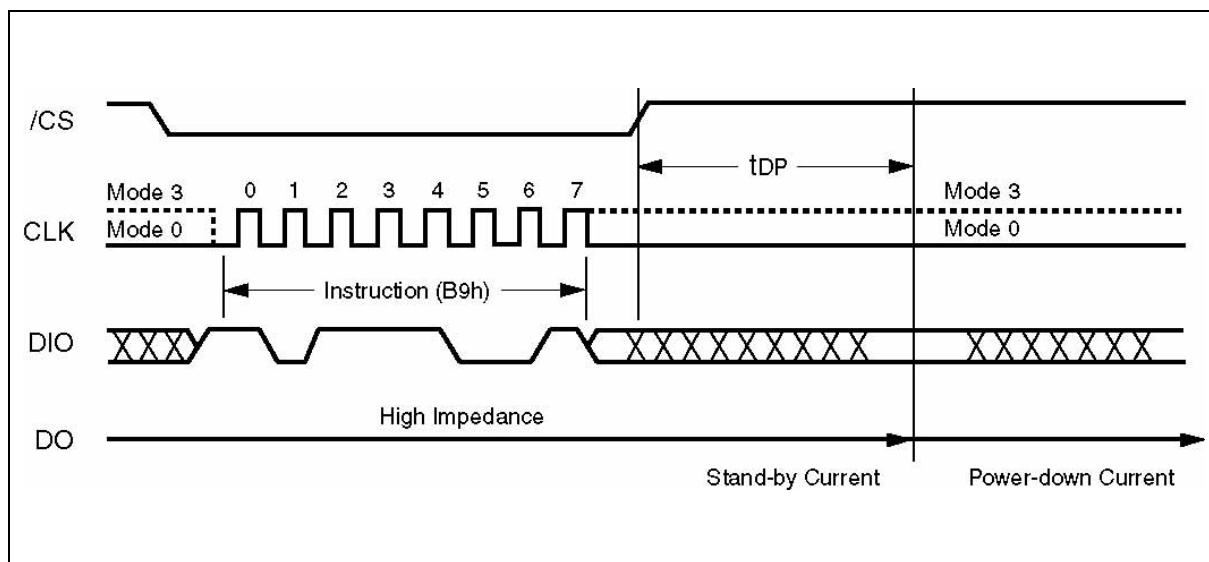 /CS
tDP
Mode 3 0 1 2 3 4 5 6 7 Mode 3
CLK Mode 0 Mode 0
Instruction (B9h)
DIO
High Impedance
DO
Stand-by Current Power-down Current